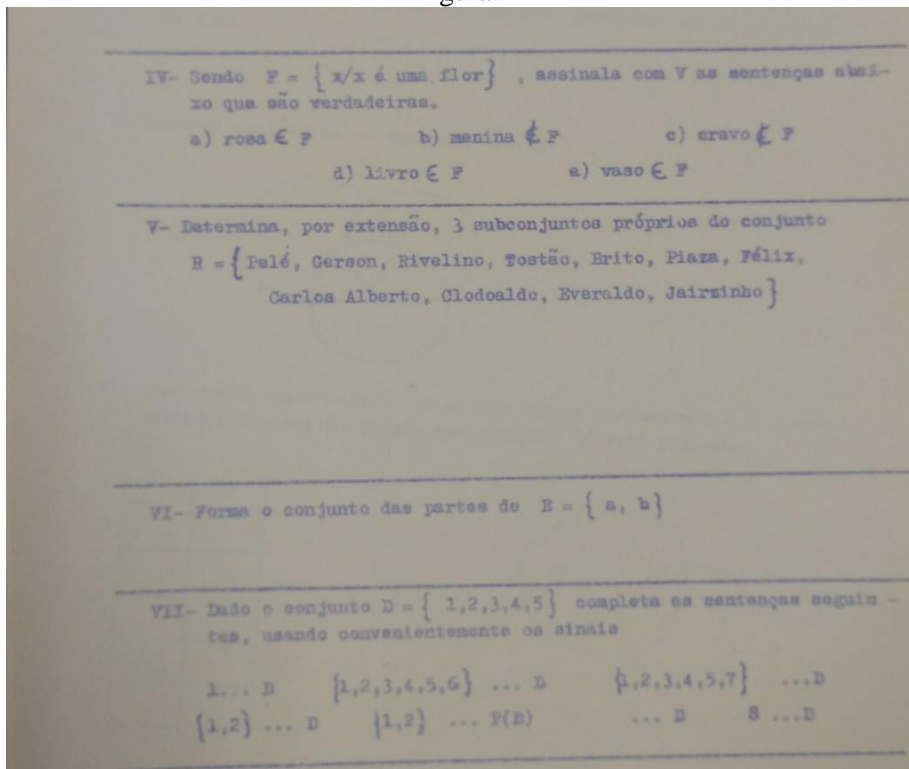 IV- Sendo F = { x/x é uma flor} , assinala com V as sentenças abai-
xo que são verdadeiras.
a) rosa ∈ F b) menina ∉ F c) cravo ∉ F
d) livro ∈ F e) vaso ∈ F
V- Determina, por extensão, 3 subconjuntos próprios do conjunto
R = { Pelé, Gerson, Rivelino, Tostão, Brito, Piaza, Félix,
Carlos Alberto, Clodoaldo, Everaldo, Jairzinho }
VI- Forma o conjunto das partes de E = { a, b}
VII- Dado o conjunto D = { 1,2,3,4,5} completa as sentenças seguin -
tes, usando convenientemente os sinais
1... D {1,2,3,4,5,6} ... D {1,2,3,4,5,7} ...D
{1,2} ... D {1,2} ... P(D) ... D 8 ...D